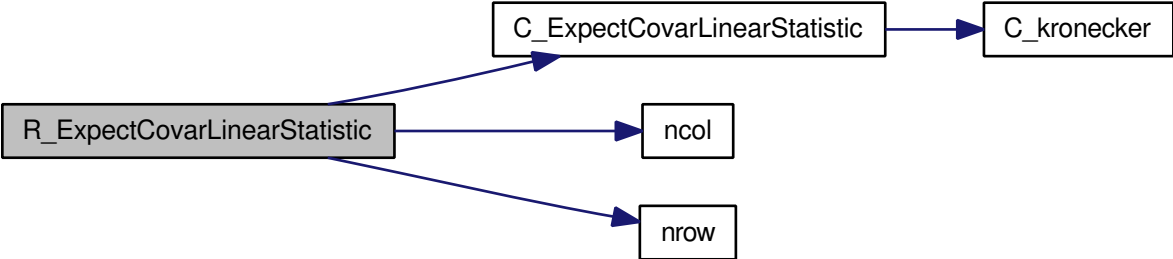 C_ExpectCovarLinearStatistic
C_kronecker
R_ExpectCovarLinearStatistic
ncol
nrow